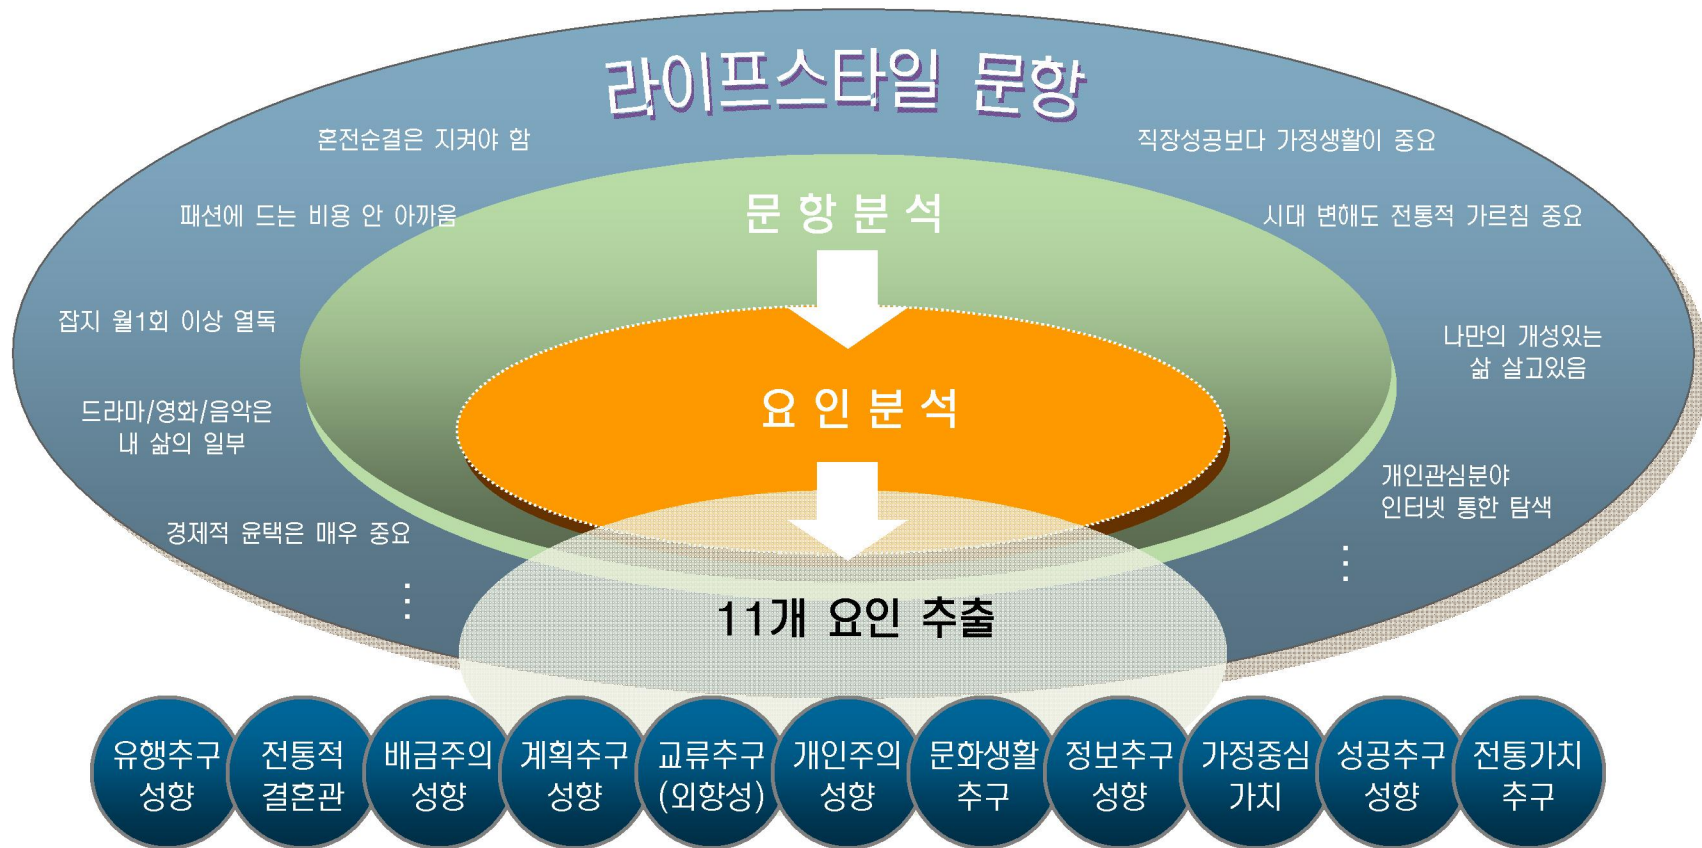 라이프스타일 문항
혼전순결은 지켜야 함
직장성공보다 가정생활이 중요
패션에 드는 비용 안 아까움
문항분석
시대 변해도 전통적 가르침 중요
잡지 월1회 이상 열독
나만의 개성있는
삶 살고있음
드라마/영화/음악은
내 삶의 일부
요인분석
개인관심분야
인터넷 통한 탐색
경제적 윤택은 매우 중요
11개 요인 추출
유행추구
성향
전통적
결혼관
배금주의
성향
계획추구
성향
교류추구
(외향성)
개인주의
성향
문화생활
추구
정보추구
성향
가정중심
가치
성공추구
성향
전통가치
추구